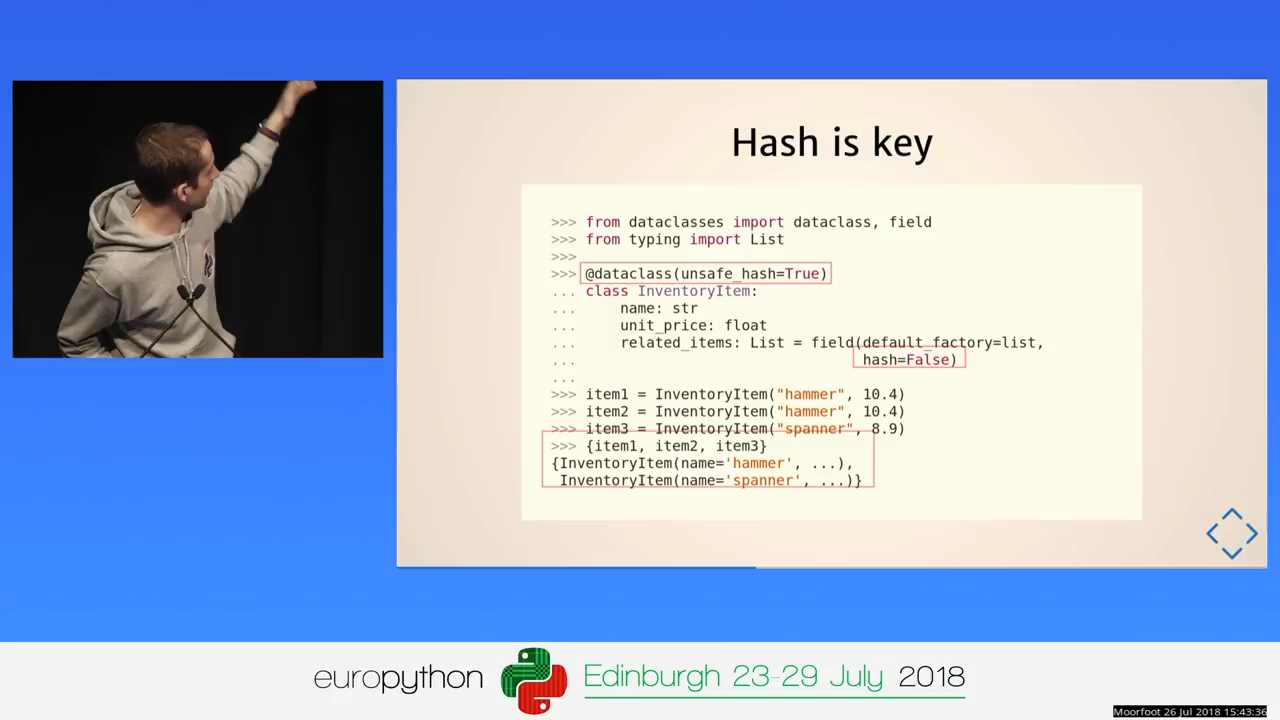 Hash is key
>>> from dataclasses import dataclass, field
>>> from typing import List
>>>
>>> @dataclass(unsafe_hash=True)
... class InventoryItem:
...     name: str
...     unit_price: float
...     related_items: List = field(default_factory=list,
...                                 hash=False)
...
>>> item1 = InventoryItem("hammer", 10.4)
>>> item2 = InventoryItem("hammer", 10.4)
>>> item3 = InventoryItem("spanner", 8.9)
>>> {item1, item2, item3}
{InventoryItem(name='hammer', ...),
 InventoryItem(name='spanner', ...)}
europython Edinburgh 23-29 July 2018
Moorfoot 26 Jul 2018 15:43:36